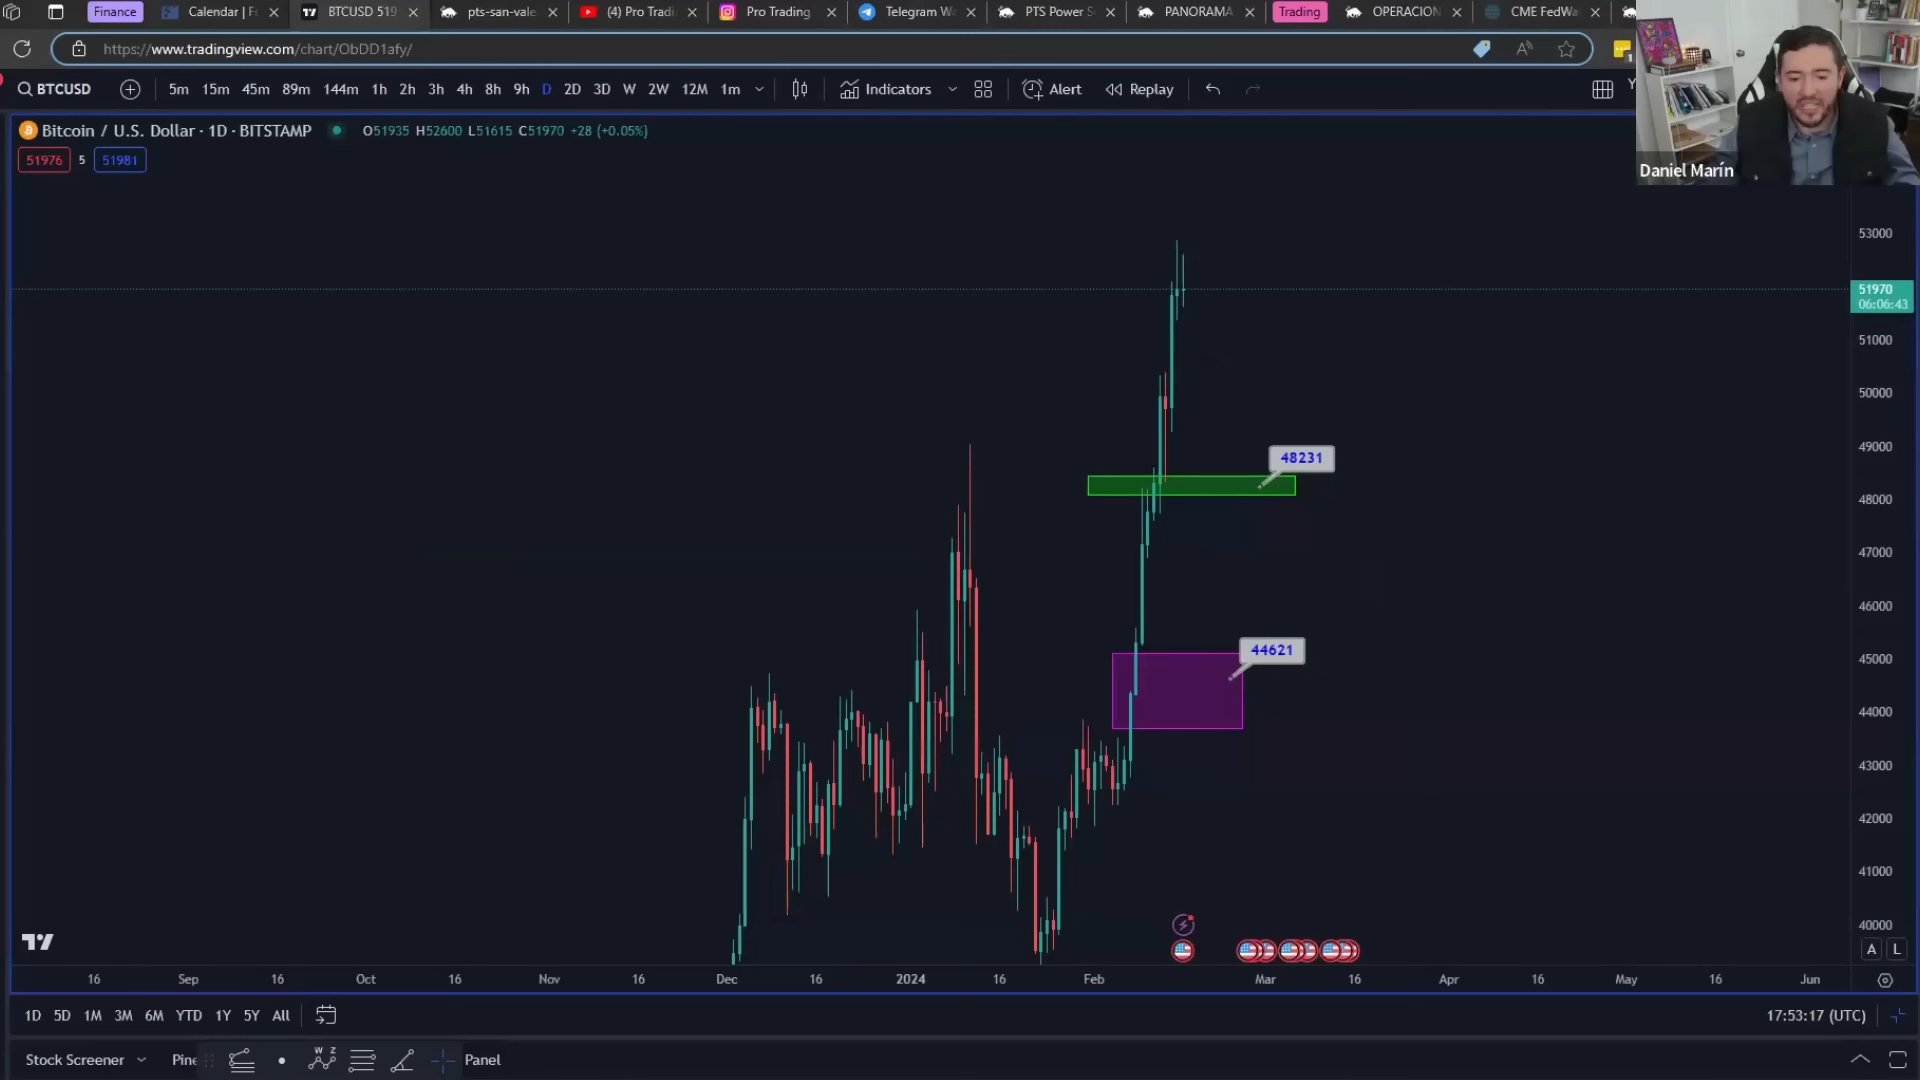 Finance
Calendar | F
BTCUSD 519
pts-san-vale
(4) Pro Tradi
Pro Trading
Telegram W
PTS Power S
PANORAMA
Trading
OPERACION
CME FedWa
https://www.tradingview.com/chart/ObDD1afy/
BTCUSD 5m 15m 45m 89m 144m 1h 2h 3h 4h 8h 9h D 2D 3D W 2W 12M 1m Indicators Alert Replay Y
Daniel Marín
Bitcoin / U.S. Dollar · 1D · BITSTAMP O51935 H52600 L51615 C51970 +28 (+0.05%)
51976 5 51981
53000
51970
06:06:43
51000
50000
49000
48231
48000
47000
46000
44621
45000
44000
43000
42000
41000
40000
A L
16 Sep 16 Oct 16 Nov 16 Dec 16 2024 16 Feb Mar 16 Apr 16 May 16 Jun
1D 5D 1M 3M 6M YTD 1Y 5Y All 17:53:17 (UTC)
Stock Screener Pine W Z Panel